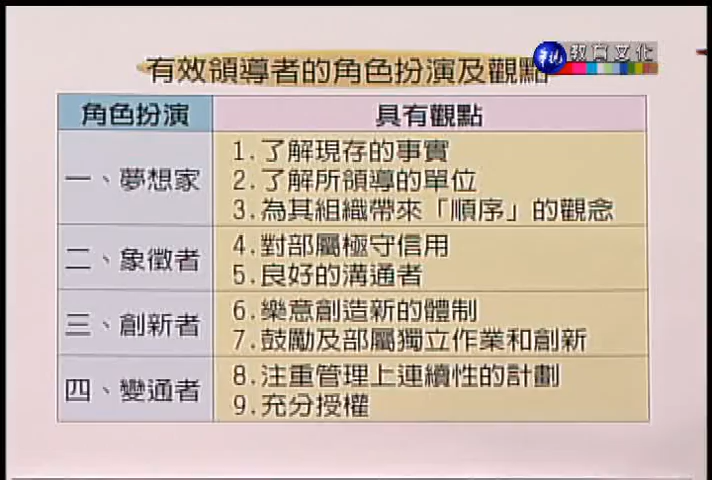 有效領導者的角色扮演及觀點
華視 教育文化
角色扮演 具有觀點
一、夢想家
1.了解現存的事實
2.了解所領導的單位
3.為其組織帶來「順序」的觀念
二、象徵者
4.對部屬極守信用
5.良好的溝通者
三、創新者
6.樂意創造新的體制
7.鼓勵及部屬獨立作業和創新
四、變通者
8.注重管理上連續性的計劃
9.充分授權